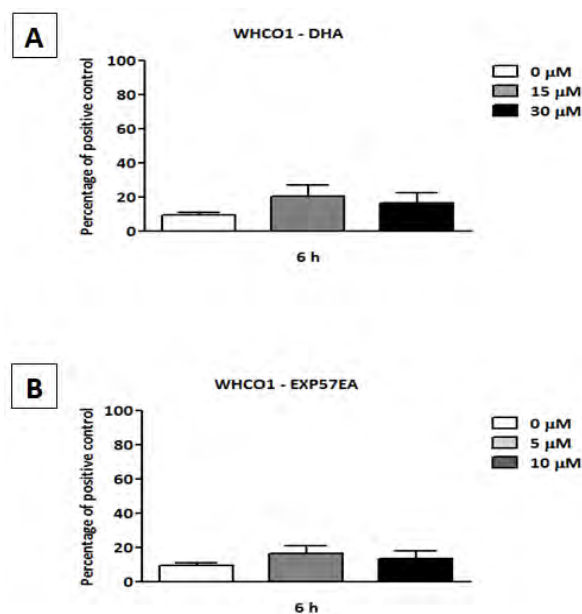 A
WHCO1 - DHA
Percentage of positive control
100
80
60
40
20
0
6 h
0 μM
15 μM
30 μM
B
WHCO1 - EXP57EA
Percentage of positive control
100
80
60
40
20
0
6 h
0 μM
5 μM
10 μM